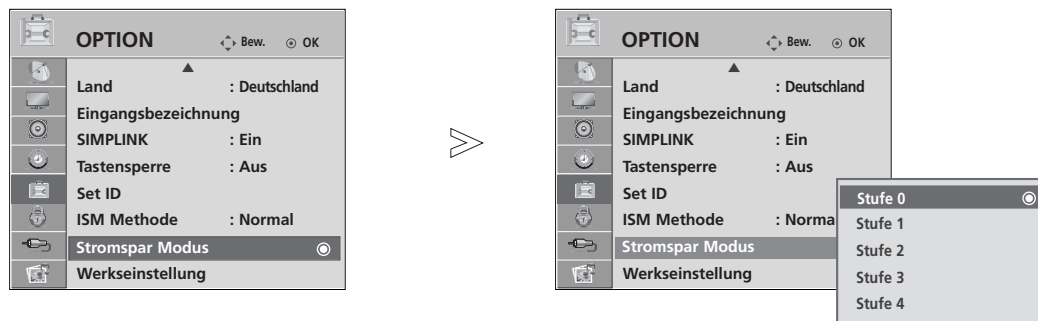 OPTION Bew. OK
Land : Deutschland
Eingangsbezeichnung
SIMPLINK : Ein
Tastensperre : Aus
Set ID
ISM Methode : Normal
Stromspar Modus
Werkseinstellung
OPTION Bew. OK
Land : Deutschland
Eingangsbezeichnung
SIMPLINK : Ein
Tastensperre : Aus
Set ID
ISM Methode : Norma
Stromspar Modus
Werkseinstellung
Stufe 0
Stufe 1
Stufe 2
Stufe 3
Stufe 4